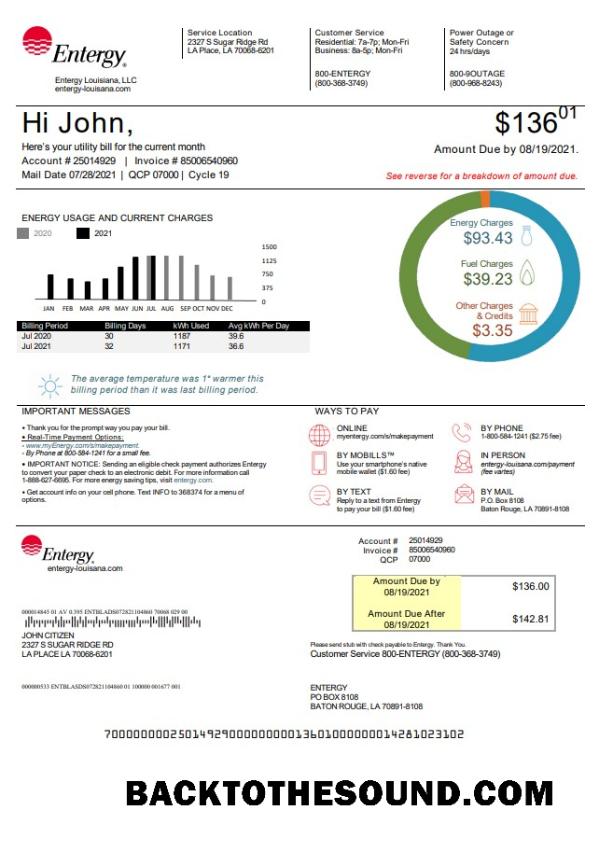 Entergy
Entergy Louisiana, LLC
entergy-louisiana.com
Service Location
2327 S Sugar Ridge Rd
LA Place, LA 70068-6201
Customer Service
Residential: 7a-7p; Mon-Fri
Business: 8a-5p; Mon-Fri
800-ENTERGY
(800-368-3749)
Power Outage or
Safety Concern
24 hrs/days
800-9OUTAGE
(800-968-8243)
Hi John,
Here's your utility bill for the current month
Account # 25014929 | Invoice # 85006540960
Mail Date 07/28/2021 | QCP 07000 | Cycle 19
$136 01
Amount Due by 08/19/2021.
See reverse for a breakdown of amount due.
ENERGY USAGE AND CURRENT CHARGES
2020 2021
1500
1125
750
375
0
JAN FEB MAR APR MAY JUN JUL AUG SEP OCT NOV DEC
Billing Period Billing Days kWh Used Avg kWh Per Day
Jul 2020 30 1187 39.6
Jul 2021 32 1171 36.6
The average temperature was 1° warmer this
billing period than it was last billing period.
Energy Charges
$93.43
Fuel Charges
$39.23
Other Charges
& Credits
$3.35
IMPORTANT MESSAGES
• Thank you for the prompt way you pay your bill.
• Real-Time Payment Options:
- www.myEnergy.com/s/makepayment.
- By Phone at 800-584-1241 for a small fee.
• IMPORTANT NOTICE: Sending an eligible check payment authorizes Entergy
to convert your paper check to an electronic debit. For more information call
1-888-627-6695. For more energy saving tips, visit entergy.com.
• Get account info on your cell phone. Text INFO to 368374 for a menu of
options.
WAYS TO PAY
ONLINE
myentergy.com/s/makepayment
BY MOBILLS™
Use your smartphone's native
mobile wallet ($1.60 fee)
BY TEXT
Reply to a text from Entergy
to pay your bill ($1.60 fee)
BY PHONE
1-800-584-1241 ($2.75 fee)
IN PERSON
entergy-louisiana.com/payment
(fee vartes)
BY MAIL
P.O. Box 8108
Baton Rouge, LA 70891-8108
Entergy
entergy-louisiana.com
Account # 25014929
Invoice # 85006540960
QCP 07000
Amount Due by
08/19/2021 $136.00
Amount Due After
08/19/2021 $142.81
000014845 01 AV 0.395 ENTBLADS072821104860 70068 029 00
JOHN CITIZEN
2327 S SUGAR RIDGE RD
LA PLACE LA 70068-6201
Please send stub with check payable to Entergy. Thank You.
Customer Service 800-ENTERGY (800-368-3749)
000000533 ENTBLASDS072821104060 01 100000 001677 001
ENTERGY
PO BOX 8108
BATON ROUGE, LA 70891-8108
BACKTOTHESOUND.COM